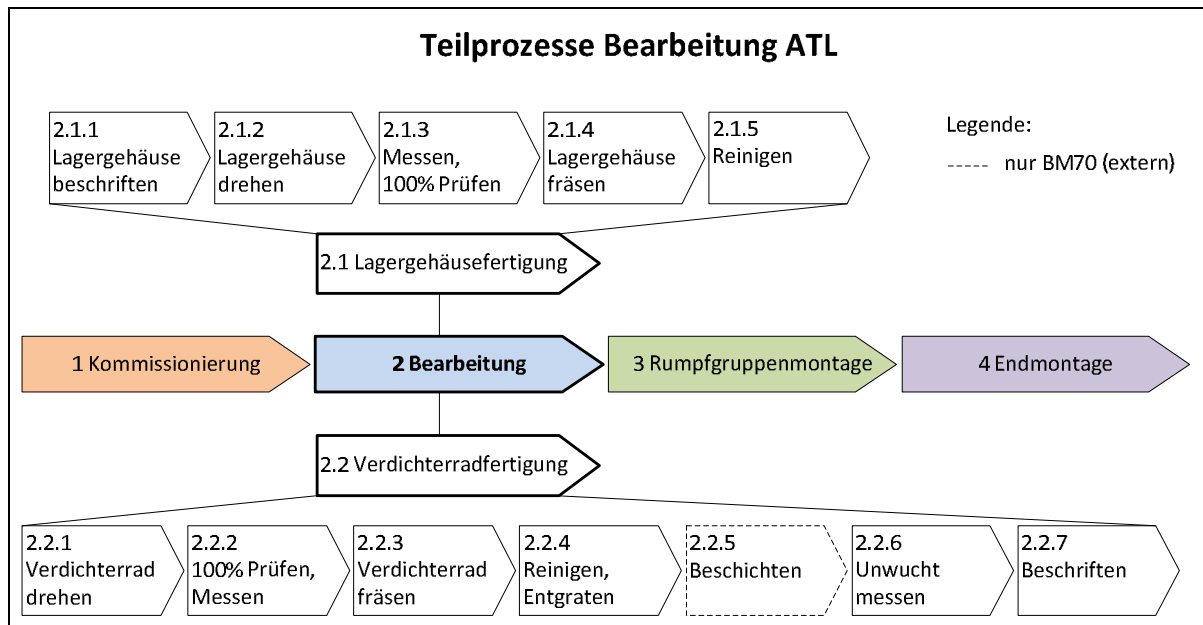 Teilprozesse Bearbeitung ATL
2.1.1
Lagergehäuse
beschriften
2.1.2
Lagergehäuse
drehen
2.1.3
Messen,
100% Prüfen
2.1.4
Lagergehäuse
fräsen
2.1.5
Reinigen
Legende:
---- nur BM70 (extern)
2.1 Lagergehäusefertigung
1 Kommissionierung
2 Bearbeitung
3 Rumpfgruppenmontage
4 Endmontage
2.2 Verdichterradfertigung
2.2.1
Verdichterrad
drehen
2.2.2
100% Prüfen,
Messen
2.2.3
Verdichterrad
fräsen
2.2.4
Reinigen,
Entgraten
2.2.5
Beschichten
2.2.6
Unwucht
messen
2.2.7
Beschriften